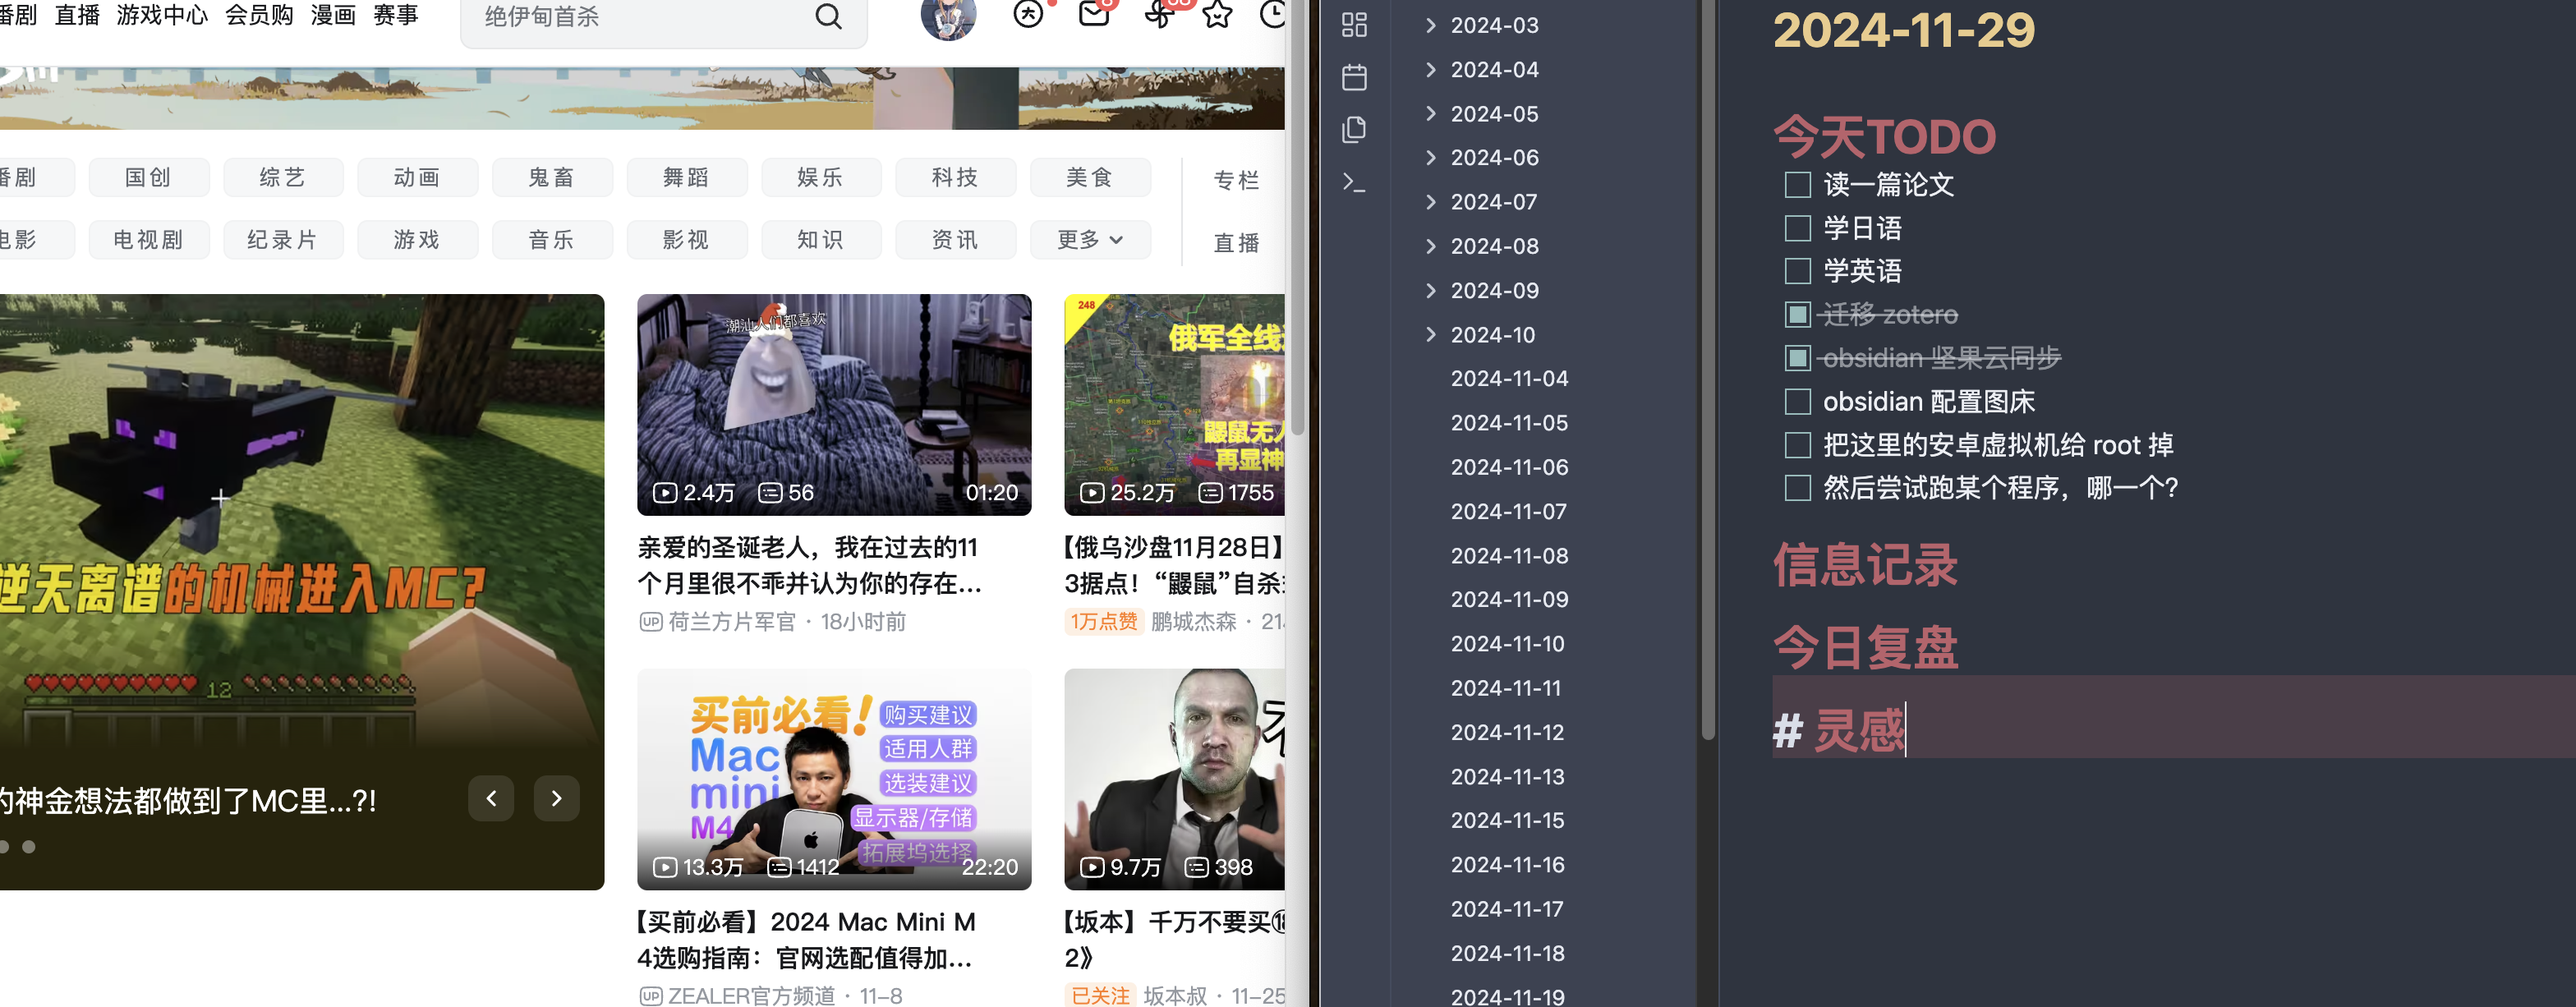 番剧 直播 游戏中心 会员购 漫画 赛事
绝伊甸首杀
番剧 国创 综艺 动画 鬼畜 舞蹈 娱乐 科技 美食 专栏
电影 电视剧 纪录片 游戏 音乐 影视 知识 资讯 更多 直播
逆天离谱的机械进入MC?
12
的神金想法都做到了MC里...?!
潮汕人们都喜欢
2.4万 56 01:20
亲爱的圣诞老人，我在过去的11
个月里很不乖并认为你的存在...
UP 荷兰方片军官 · 18小时前
248
俄军全线
鼹鼠无人
再显神
25.2万 1755
【俄乌沙盘11月28日】
3据点！“鼹鼠”自杀
1万点赞 鹏城杰森 · 21
买前必看！
Mac
mini
M4
购买建议
适用人群
选装建议
显示器/存储
拓展坞选择
13.3万 1412 22:20
【买前必看】2024 Mac Mini M
4选购指南：官网选配值得加...
UP ZEALER官方频道 · 11-8
9.7万 398
【坂本】千万不要买⑱
2》
已关注 坂本叔 · 11-25
2024-03
2024-04
2024-05
2024-06
2024-07
2024-08
2024-09
2024-10
2024-11-04
2024-11-05
2024-11-06
2024-11-07
2024-11-08
2024-11-09
2024-11-10
2024-11-11
2024-11-12
2024-11-13
2024-11-15
2024-11-16
2024-11-17
2024-11-18
2024-11-19
2024-11-29
今天TODO
读一篇论文
学日语
学英语
迁移 zotero
obsidian 坚果云同步
obsidian 配置图床
把这里的安卓虚拟机给 root 掉
然后尝试跑某个程序，哪一个？
信息记录
今日复盘
# 灵感